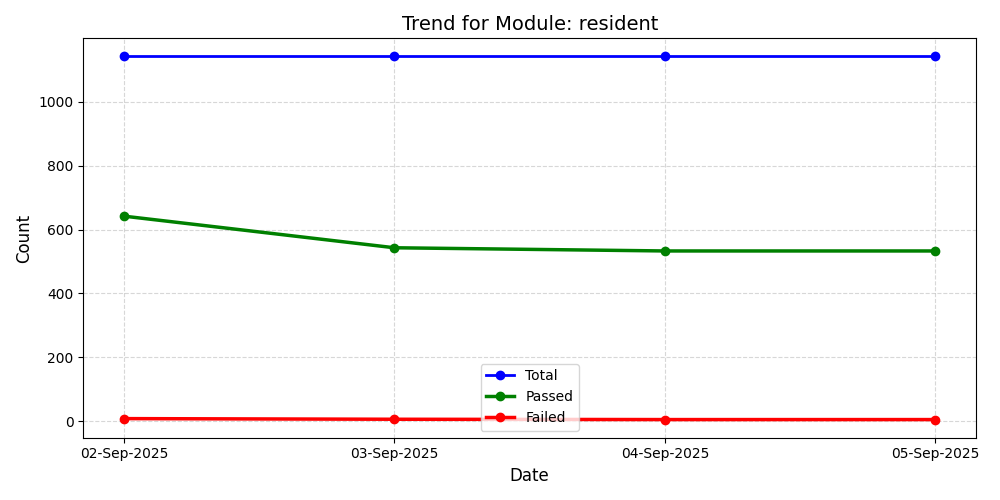 Trend for Module: resident
Count
1000
800
600
400
200
0
Total
Passed
Failed
02-Sep-2025 03-Sep-2025 04-Sep-2025 05-Sep-2025
Date